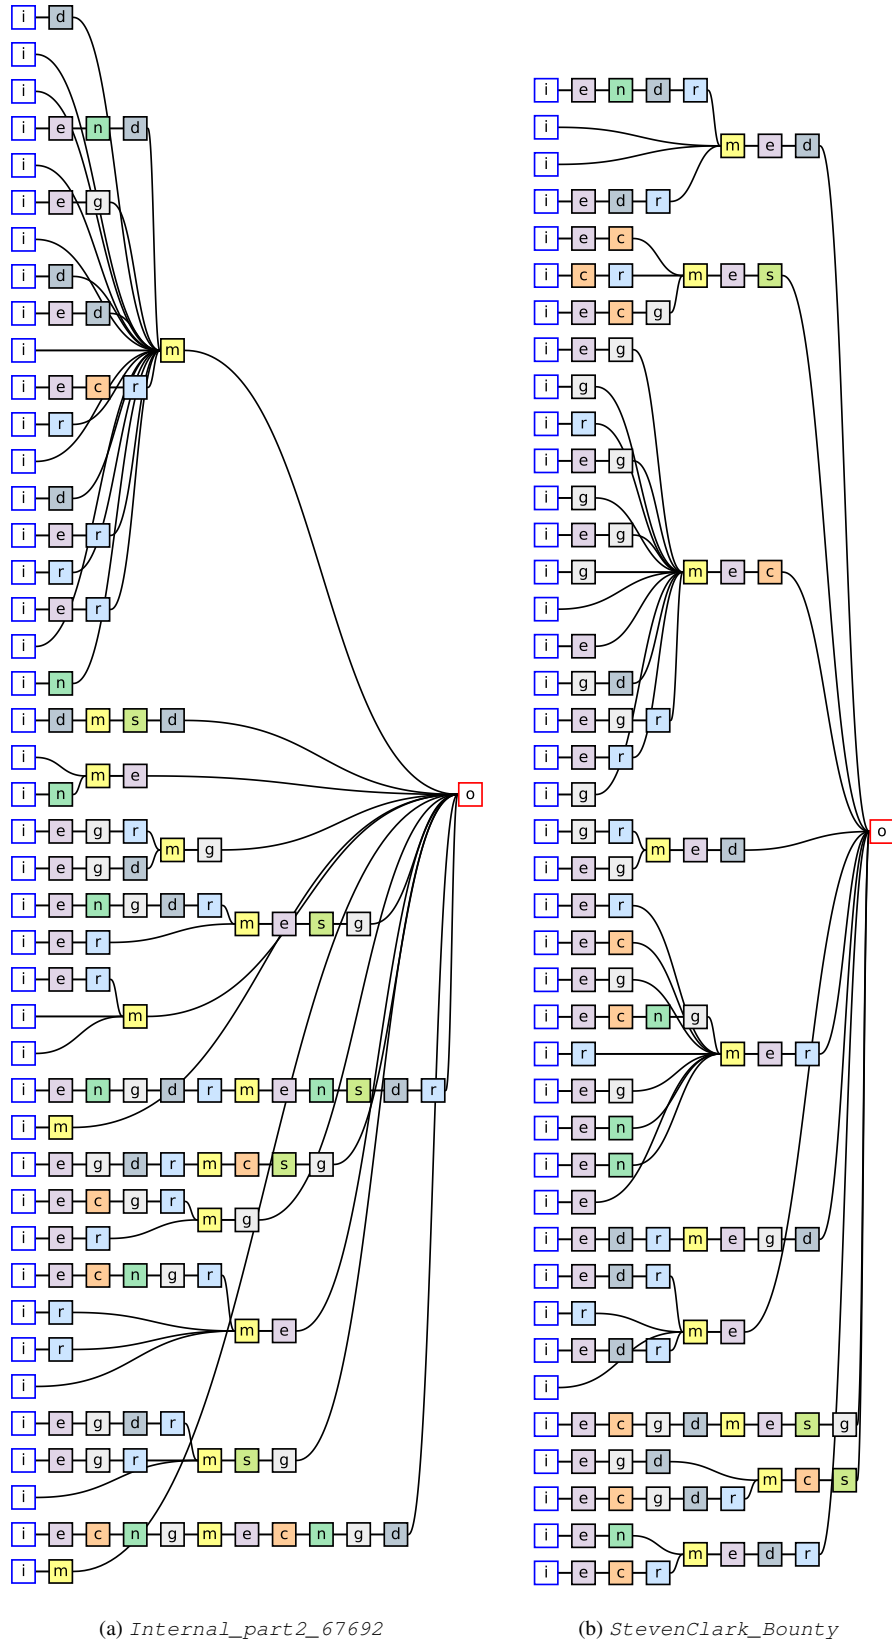 i d
i
i
i e n d
i
i e g
i
i d
i e d
i m
i e c r
i r
i
i d
i e r
i r
i e r
i
i n
i d m s d
i
m e
i n
o
i e g r
m g
i e g d
i e n g d r
m e s g
i e r
i e r
i m
i
i e n g d r m e n s d r
i m
i e g d r m c s g
i e c g r
m g
i e r
i e c n g r
i r
m e
i r
i
i e g d r
i e g r m s g
i
i e c n g m e c n g d
i m
(a) Internal_part2_67692
i e n d r
i
m e d
i
i e d r
i e c
i c r m e s
i e c g
i e g
i g
i r
i e g
i g
i e g
i g m e c
i
i e
i g d
i e g r
i e r
i g
o
i g r
m e d
i e g
i e r
i e c
i e g
i e c n g
i r m e r
i e g
i e n
i e n
i e
i e d r m e g d
i e d r
i r
m e
i e d r
i
i e c g d m e s g
i e g d
m c s
i e c g d r
i e n
m e d r
i e c r
(b) StevenClark_Bounty